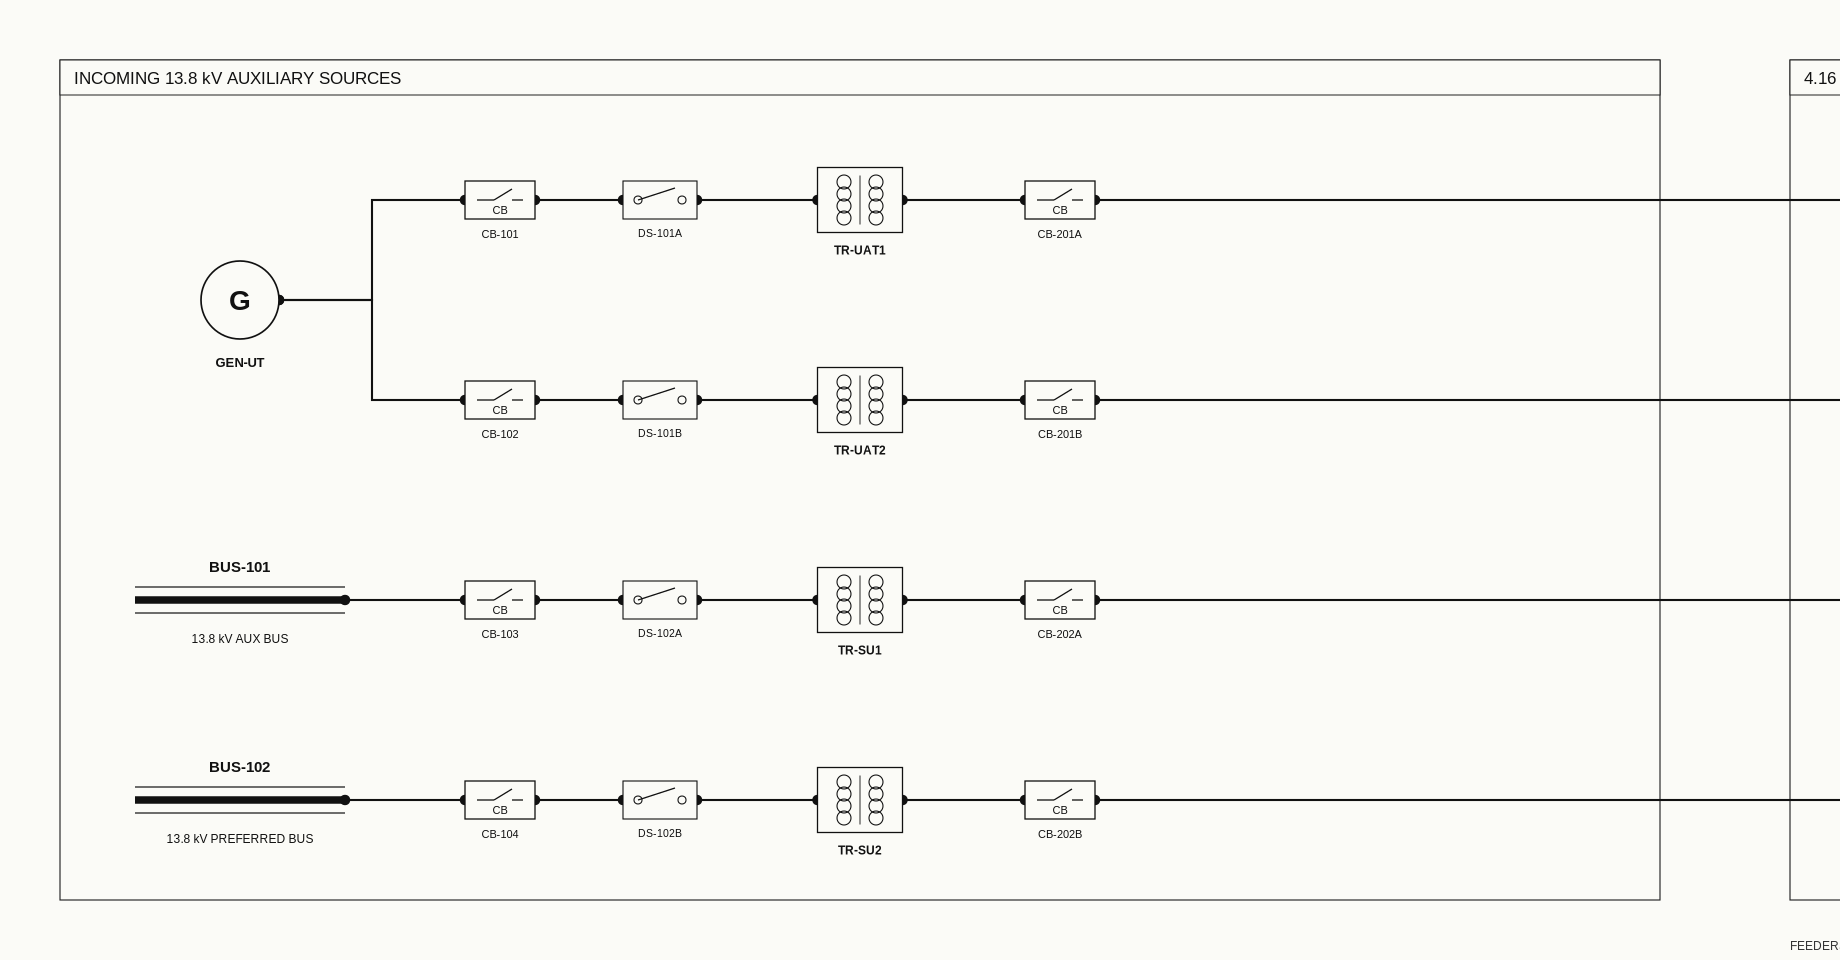 INCOMING 13.8 kV AUXILIARY SOURCES
4.16
CB
CB
CB-101
DS-101A
CB-201A
TR-UAT1
G
GEN-UT
CB
CB
CB-102
DS-101B
CB-201B
TR-UAT2
BUS-101
CB
CB
13.8 kV AUX BUS
CB-103
DS-102A
CB-202A
TR-SU1
BUS-102
CB
CB
13.8 kV PREFERRED BUS
CB-104
DS-102B
CB-202B
TR-SU2
FEEDER